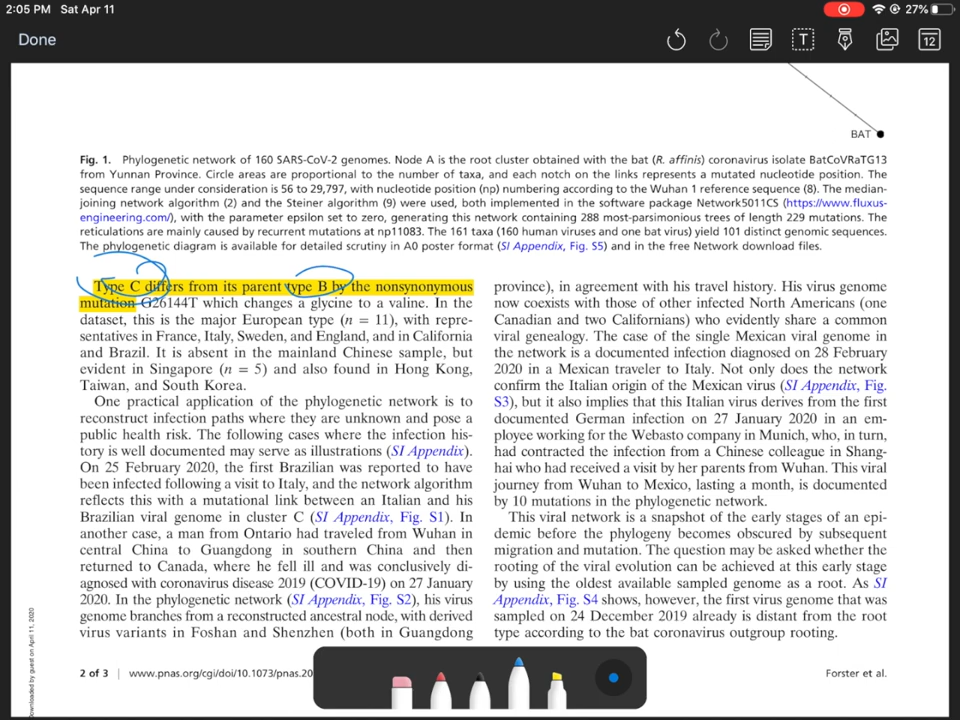 2:05 PM Sat Apr 11
27%
Done
T
12
BAT
Fig. 1. Phylogenetic network of 160 SARS-CoV-2 genomes. Node A is the root cluster obtained with the bat (R. affinis) coronavirus isolate BatCoVRaTG13
from Yunnan Province. Circle areas are proportional to the number of taxa, and each notch on the links represents a mutated nucleotide position. The
sequence range under consideration is 56 to 29,797, with nucleotide position (np) numbering according to the Wuhan 1 reference sequence (8). The median-
joining network algorithm (2) and the Steiner algorithm (9) were used, both implemented in the software package Network5011CS (https://www.fluxus-
engineering.com/), with the parameter epsilon set to zero, generating this network containing 288 most-parsimonious trees of length 229 mutations. The
reticulations are mainly caused by recurrent mutations at np11083. The 161 taxa (160 human viruses and one bat virus) yield 101 distinct genomic sequences.
The phylogenetic diagram is available for detailed scrutiny in A0 poster format (SI Appendix, Fig. S5) and in the free Network download files.
Type C differs from its parent type B by the nonsynonymous
mutation G26144T which changes a glycine to a valine. In the
dataset, this is the major European type (n = 11), with repre-
sentatives in France, Italy, Sweden, and England, and in California
and Brazil. It is absent in the mainland Chinese sample, but
evident in Singapore (n = 5) and also found in Hong Kong,
Taiwan, and South Korea.
One practical application of the phylogenetic network is to
reconstruct infection paths where they are unknown and pose a
public health risk. The following cases where the infection his-
tory is well documented may serve as illustrations (SI Appendix).
On 25 February 2020, the first Brazilian was reported to have
been infected following a visit to Italy, and the network algorithm
reflects this with a mutational link between an Italian and his
Brazilian viral genome in cluster C (SI Appendix, Fig. S1). In
another case, a man from Ontario had traveled from Wuhan in
central China to Guangdong in southern China and then
returned to Canada, where he fell ill and was conclusively di-
agnosed with coronavirus disease 2019 (COVID-19) on 27 January
2020. In the phylogenetic network (SI Appendix, Fig. S2), his virus
genome branches from a reconstructed ancestral node, with derived
virus variants in Foshan and Shenzhen (both in Guangdong
province), in agreement with his travel history. His virus genome
now coexists with those of other infected North Americans (one
Canadian and two Californians) who evidently share a common
viral genealogy. The case of the single Mexican viral genome in
the network is a documented infection diagnosed on 28 February
2020 in a Mexican traveler to Italy. Not only does the network
confirm the Italian origin of the Mexican virus (SI Appendix, Fig.
S3), but it also implies that this Italian virus derives from the first
documented German infection on 27 January 2020 in an em-
ployee working for the Webasto company in Munich, who, in turn,
had contracted the infection from a Chinese colleague in Shang-
hai who had received a visit by her parents from Wuhan. This viral
journey from Wuhan to Mexico, lasting a month, is documented
by 10 mutations in the phylogenetic network.
This viral network is a snapshot of the early stages of an epi-
demic before the phylogeny becomes obscured by subsequent
migration and mutation. The question may be asked whether the
rooting of the viral evolution can be achieved at this early stage
by using the oldest available sampled genome as a root. As SI
Appendix, Fig. S4 shows, however, the first virus genome that was
sampled on 24 December 2019 already is distant from the root
type according to the bat coronavirus outgroup rooting.
Downloaded by guest on April 11, 2020
2 of 3 | www.pnas.org/cgi/doi/10.1073/pnas.20
Forster et al.